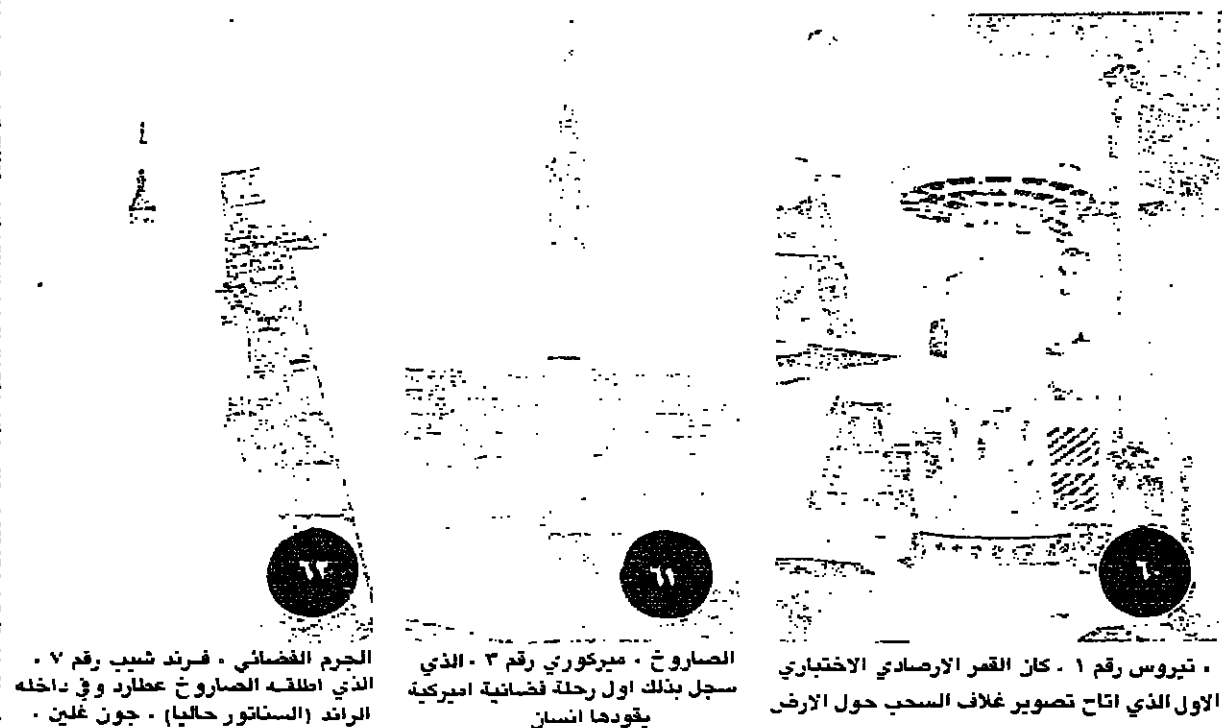 ٦٠
. تيروس رقم ١ . كان القمر الارصادي الاختباري
الاول الذي اتاح تصوير غلاف السحب حول الارض
٦١
الصاروخ . ميركوري رقم ٣ . الذي
سجل بذلك اول رحلة فضائية اميركية
يقودها انسان
٦٢
الجرم الفضائي . فرند شيب رقم ٧ .
الذي اطلقه الصاروخ عطارد وفي داخله
الرائد (السناتور حاليا) . جون غلين .